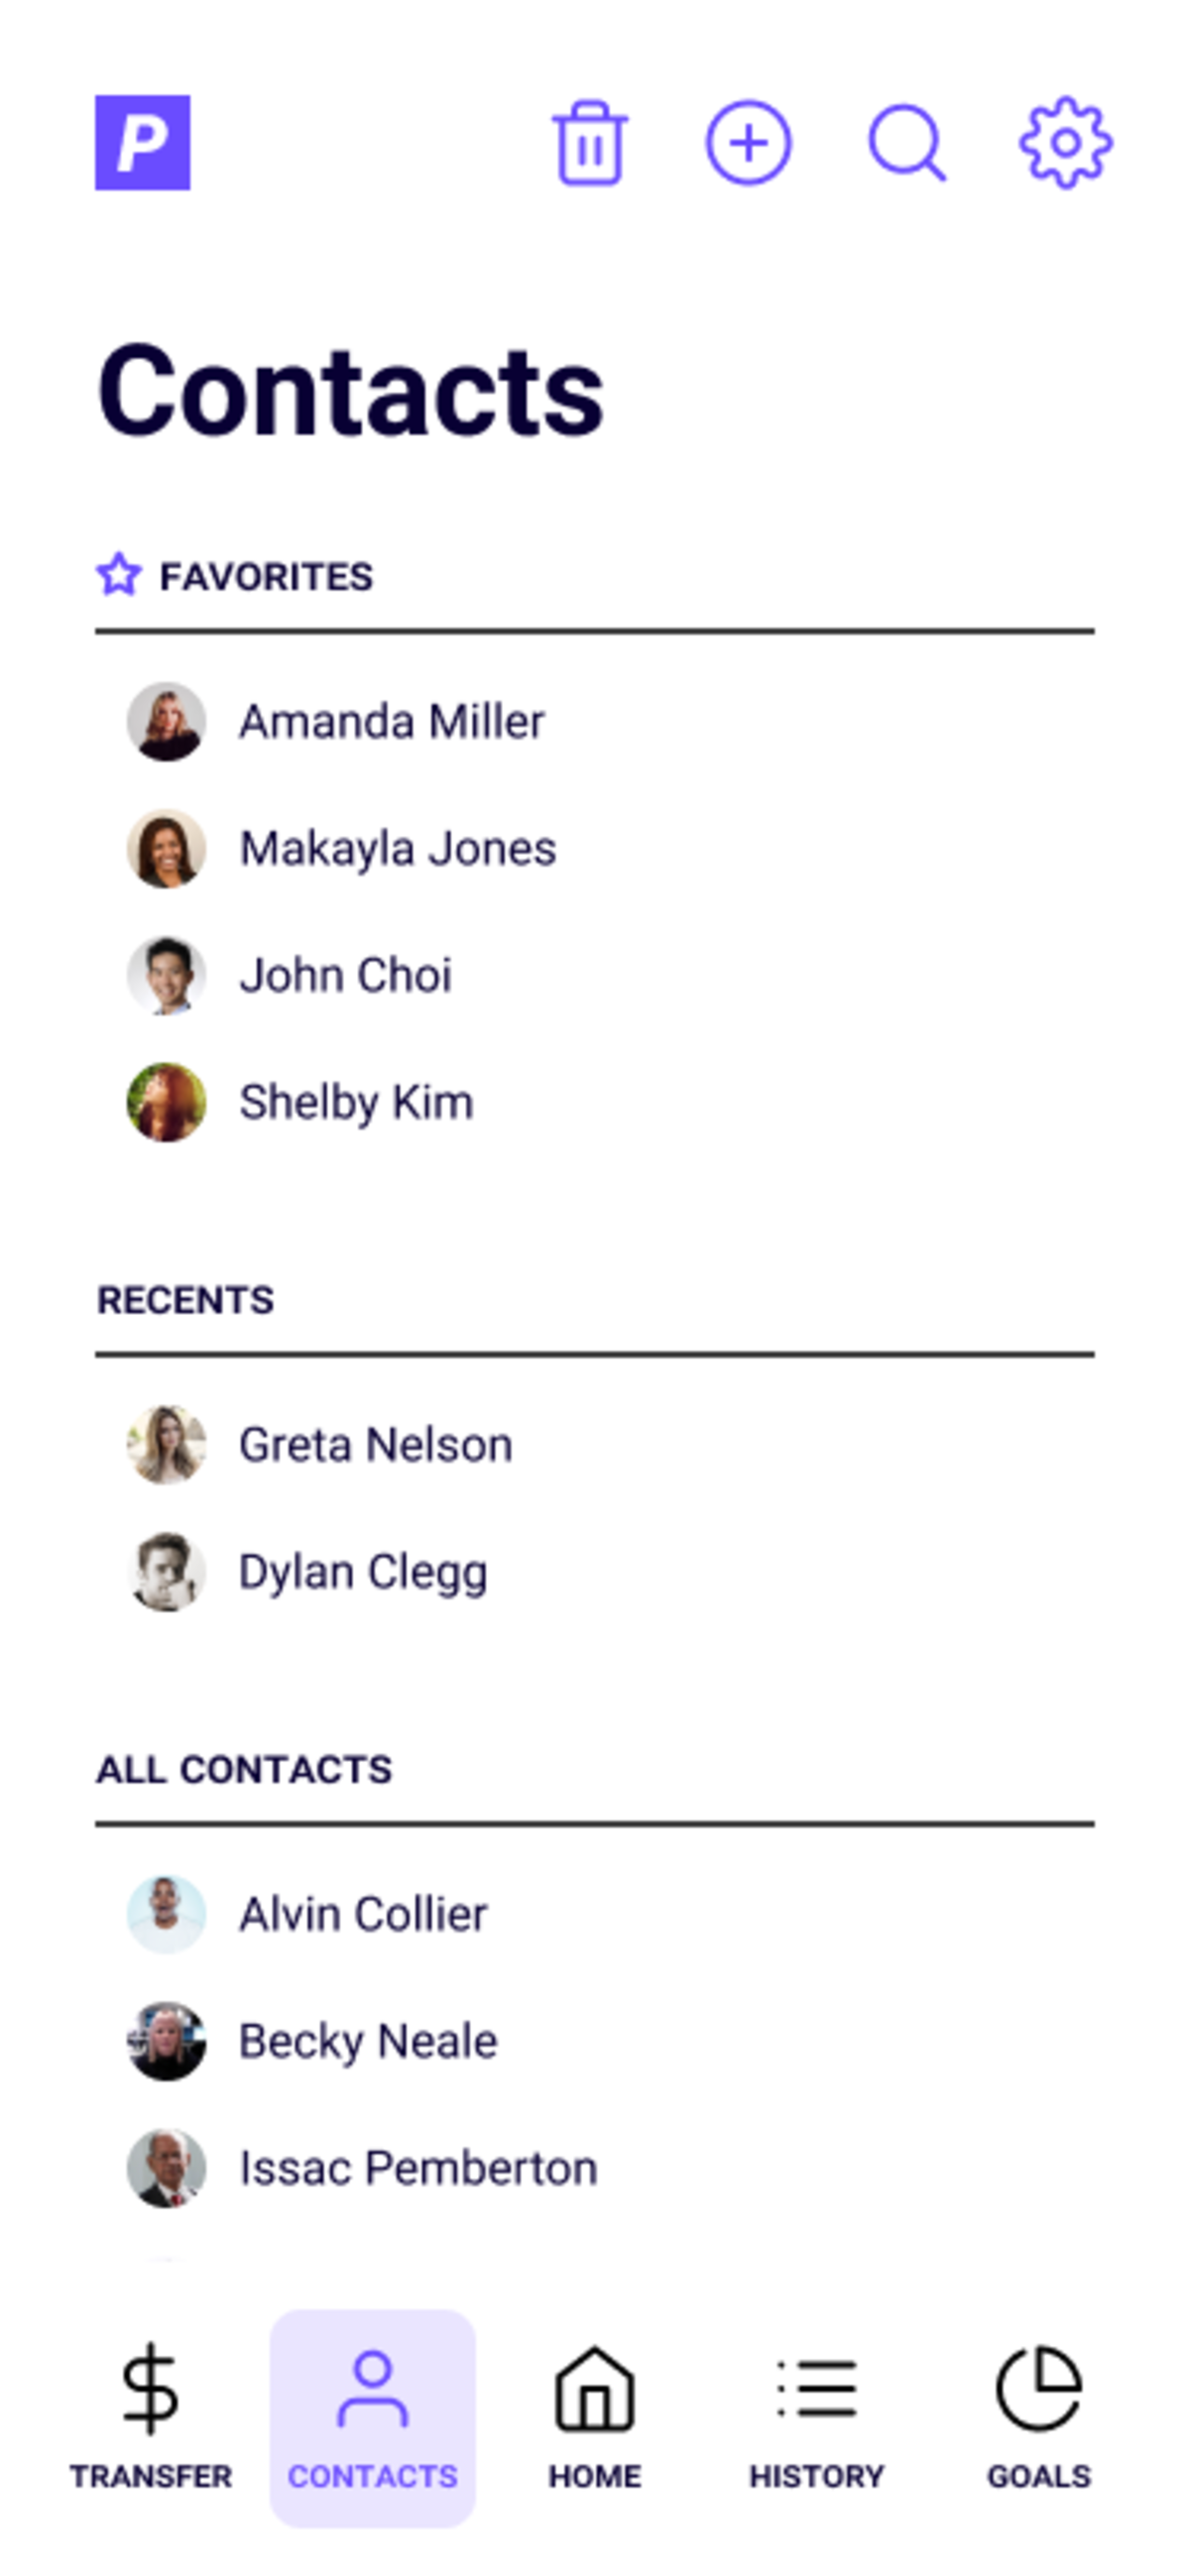 P
Contacts
FAVORITES
Amanda Miller
Makayla Jones
John Choi
Shelby Kim
RECENTS
Greta Nelson
Dylan Clegg
ALL CONTACTS
Alvin Collier
Becky Neale
Issac Pemberton
TRANSFER CONTACTS HOME HISTORY GOALS